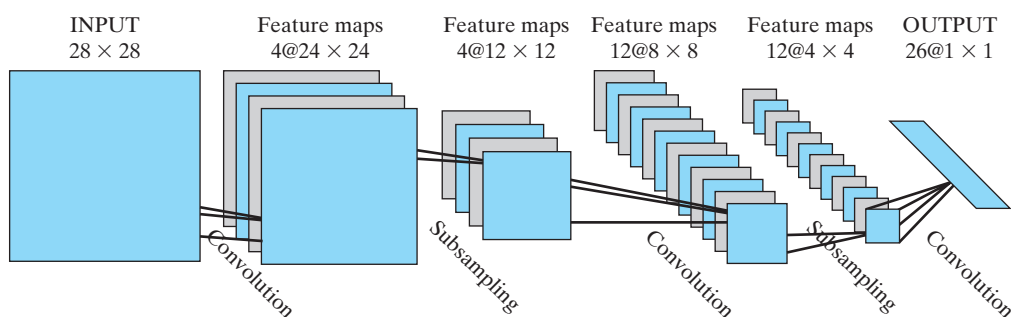 INPUT
28 × 28
Feature maps
4@24 × 24
Feature maps
4@12 × 12
Feature maps
12@8 × 8
Feature maps
12@4 × 4
OUTPUT
26@1 × 1
Convolution
Subsampling
Convolution
Subsampling
Convolution